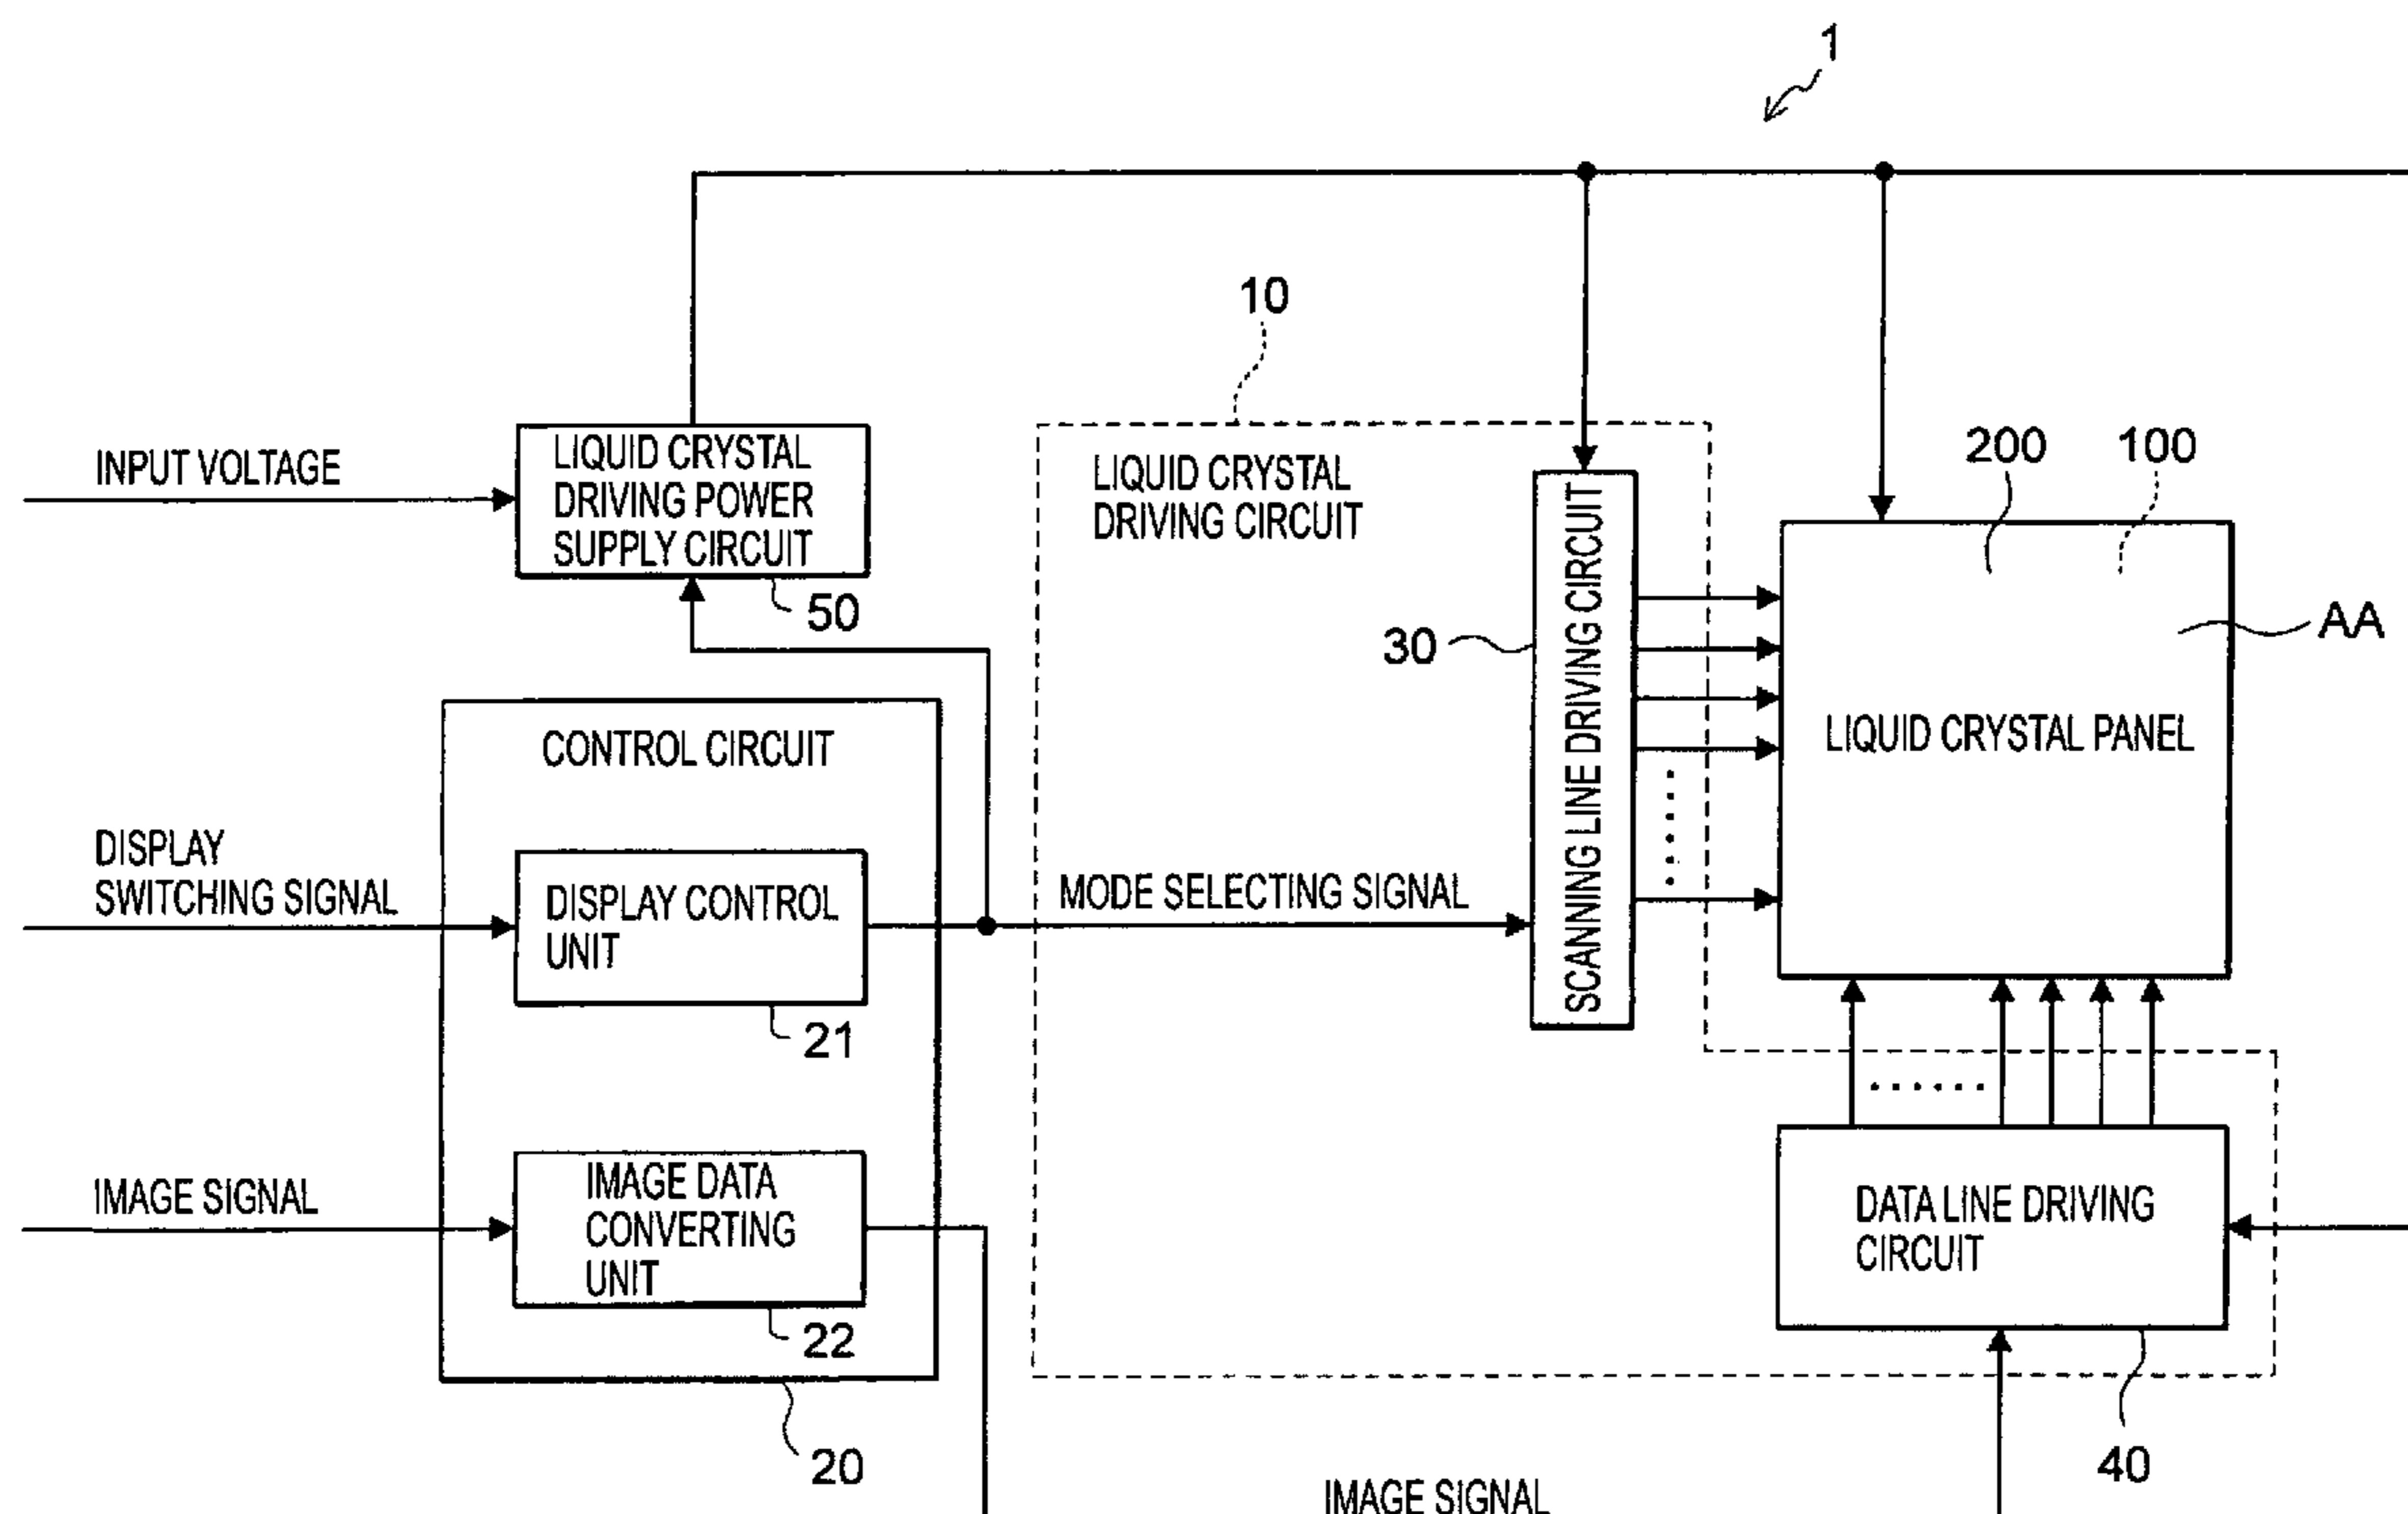 1
10
INPUT VOLTAGE
LIQUID CRYSTAL
DRIVING POWER
SUPPLY CIRCUIT
50
LIQUID CRYSTAL
DRIVING CIRCUIT
SCANNING LINE DRIVING CIRCUIT
30
200
100
AA
LIQUID CRYSTAL PANEL
CONTROL CIRCUIT
DISPLAY
SWITCHING SIGNAL
DISPLAY CONTROL
UNIT
21
MODE SELECTING SIGNAL
IMAGE SIGNAL
IMAGE DATA
CONVERTING
UNIT
22
20
DATA LINE DRIVING
CIRCUIT
40
IMAGE SIGNAL